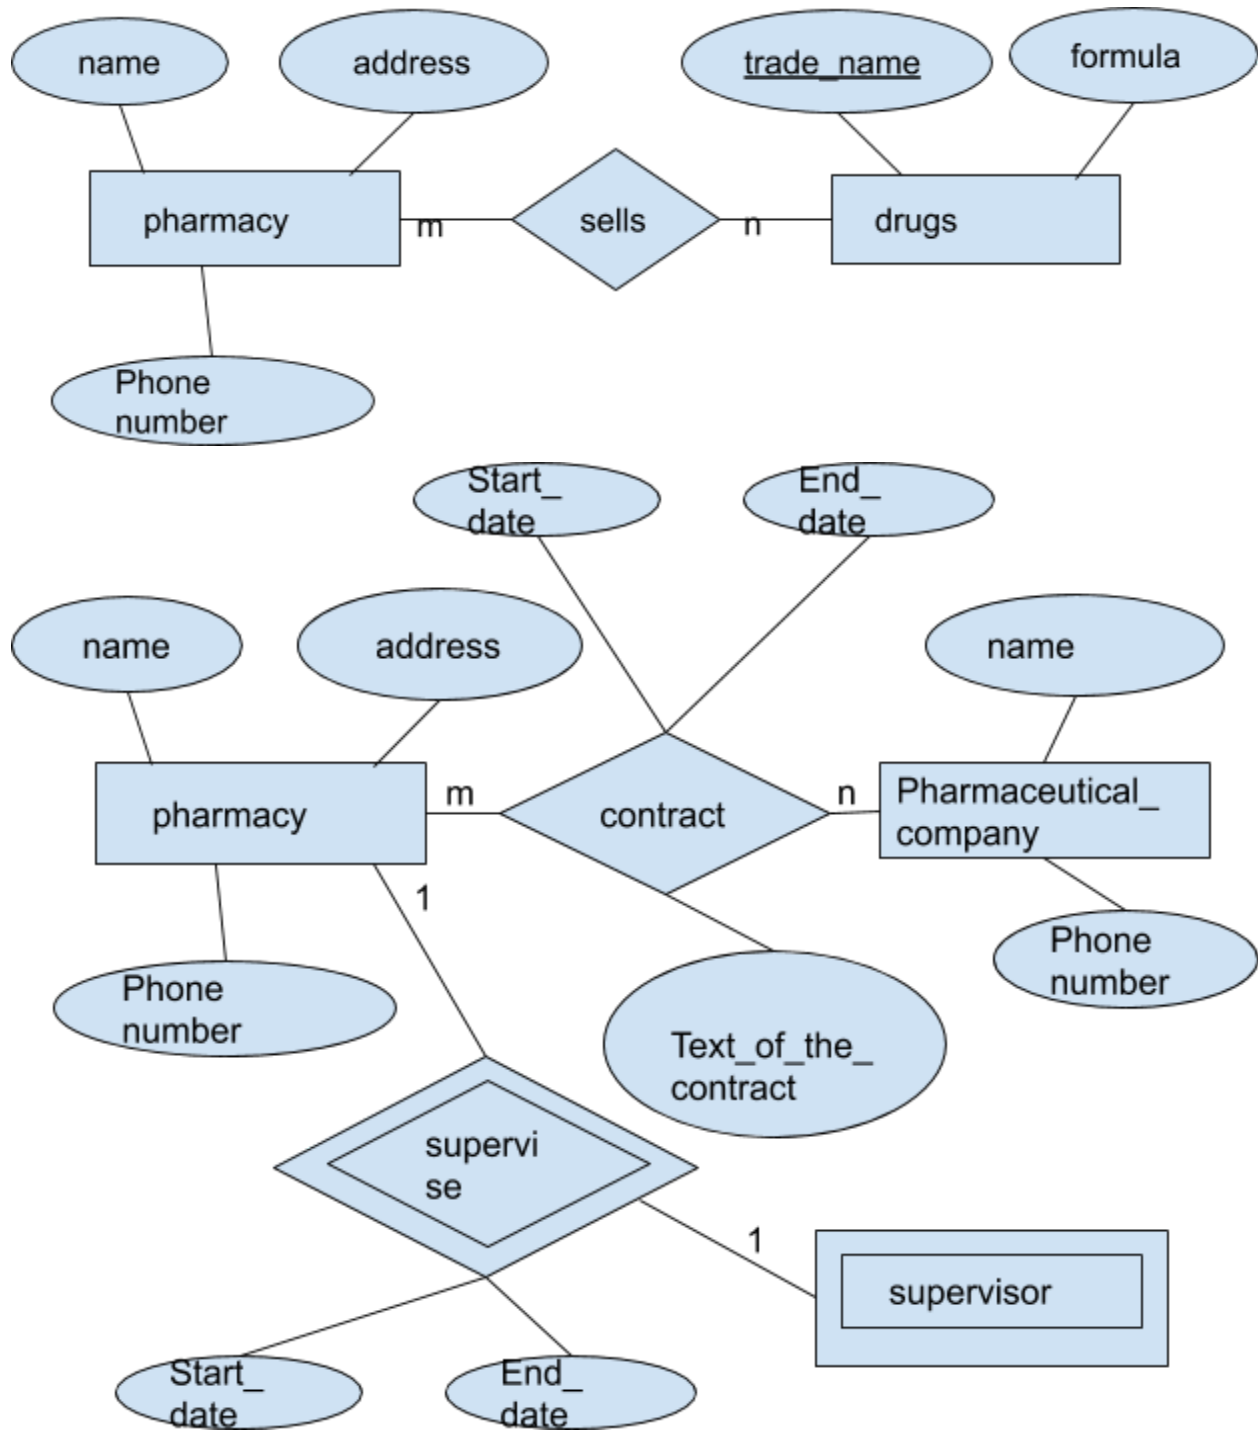 name
address
trade_name
formula
pharmacy
m
sells
n
drugs
Phone
number
Start_
date
End_
date
name
address
name
pharmacy
m
contract
n
Pharmaceutical_
company
1
Phone
number
Text_of_the_
contract
Phone
number
supervi
se
1
supervisor
Start_
date
End_
date